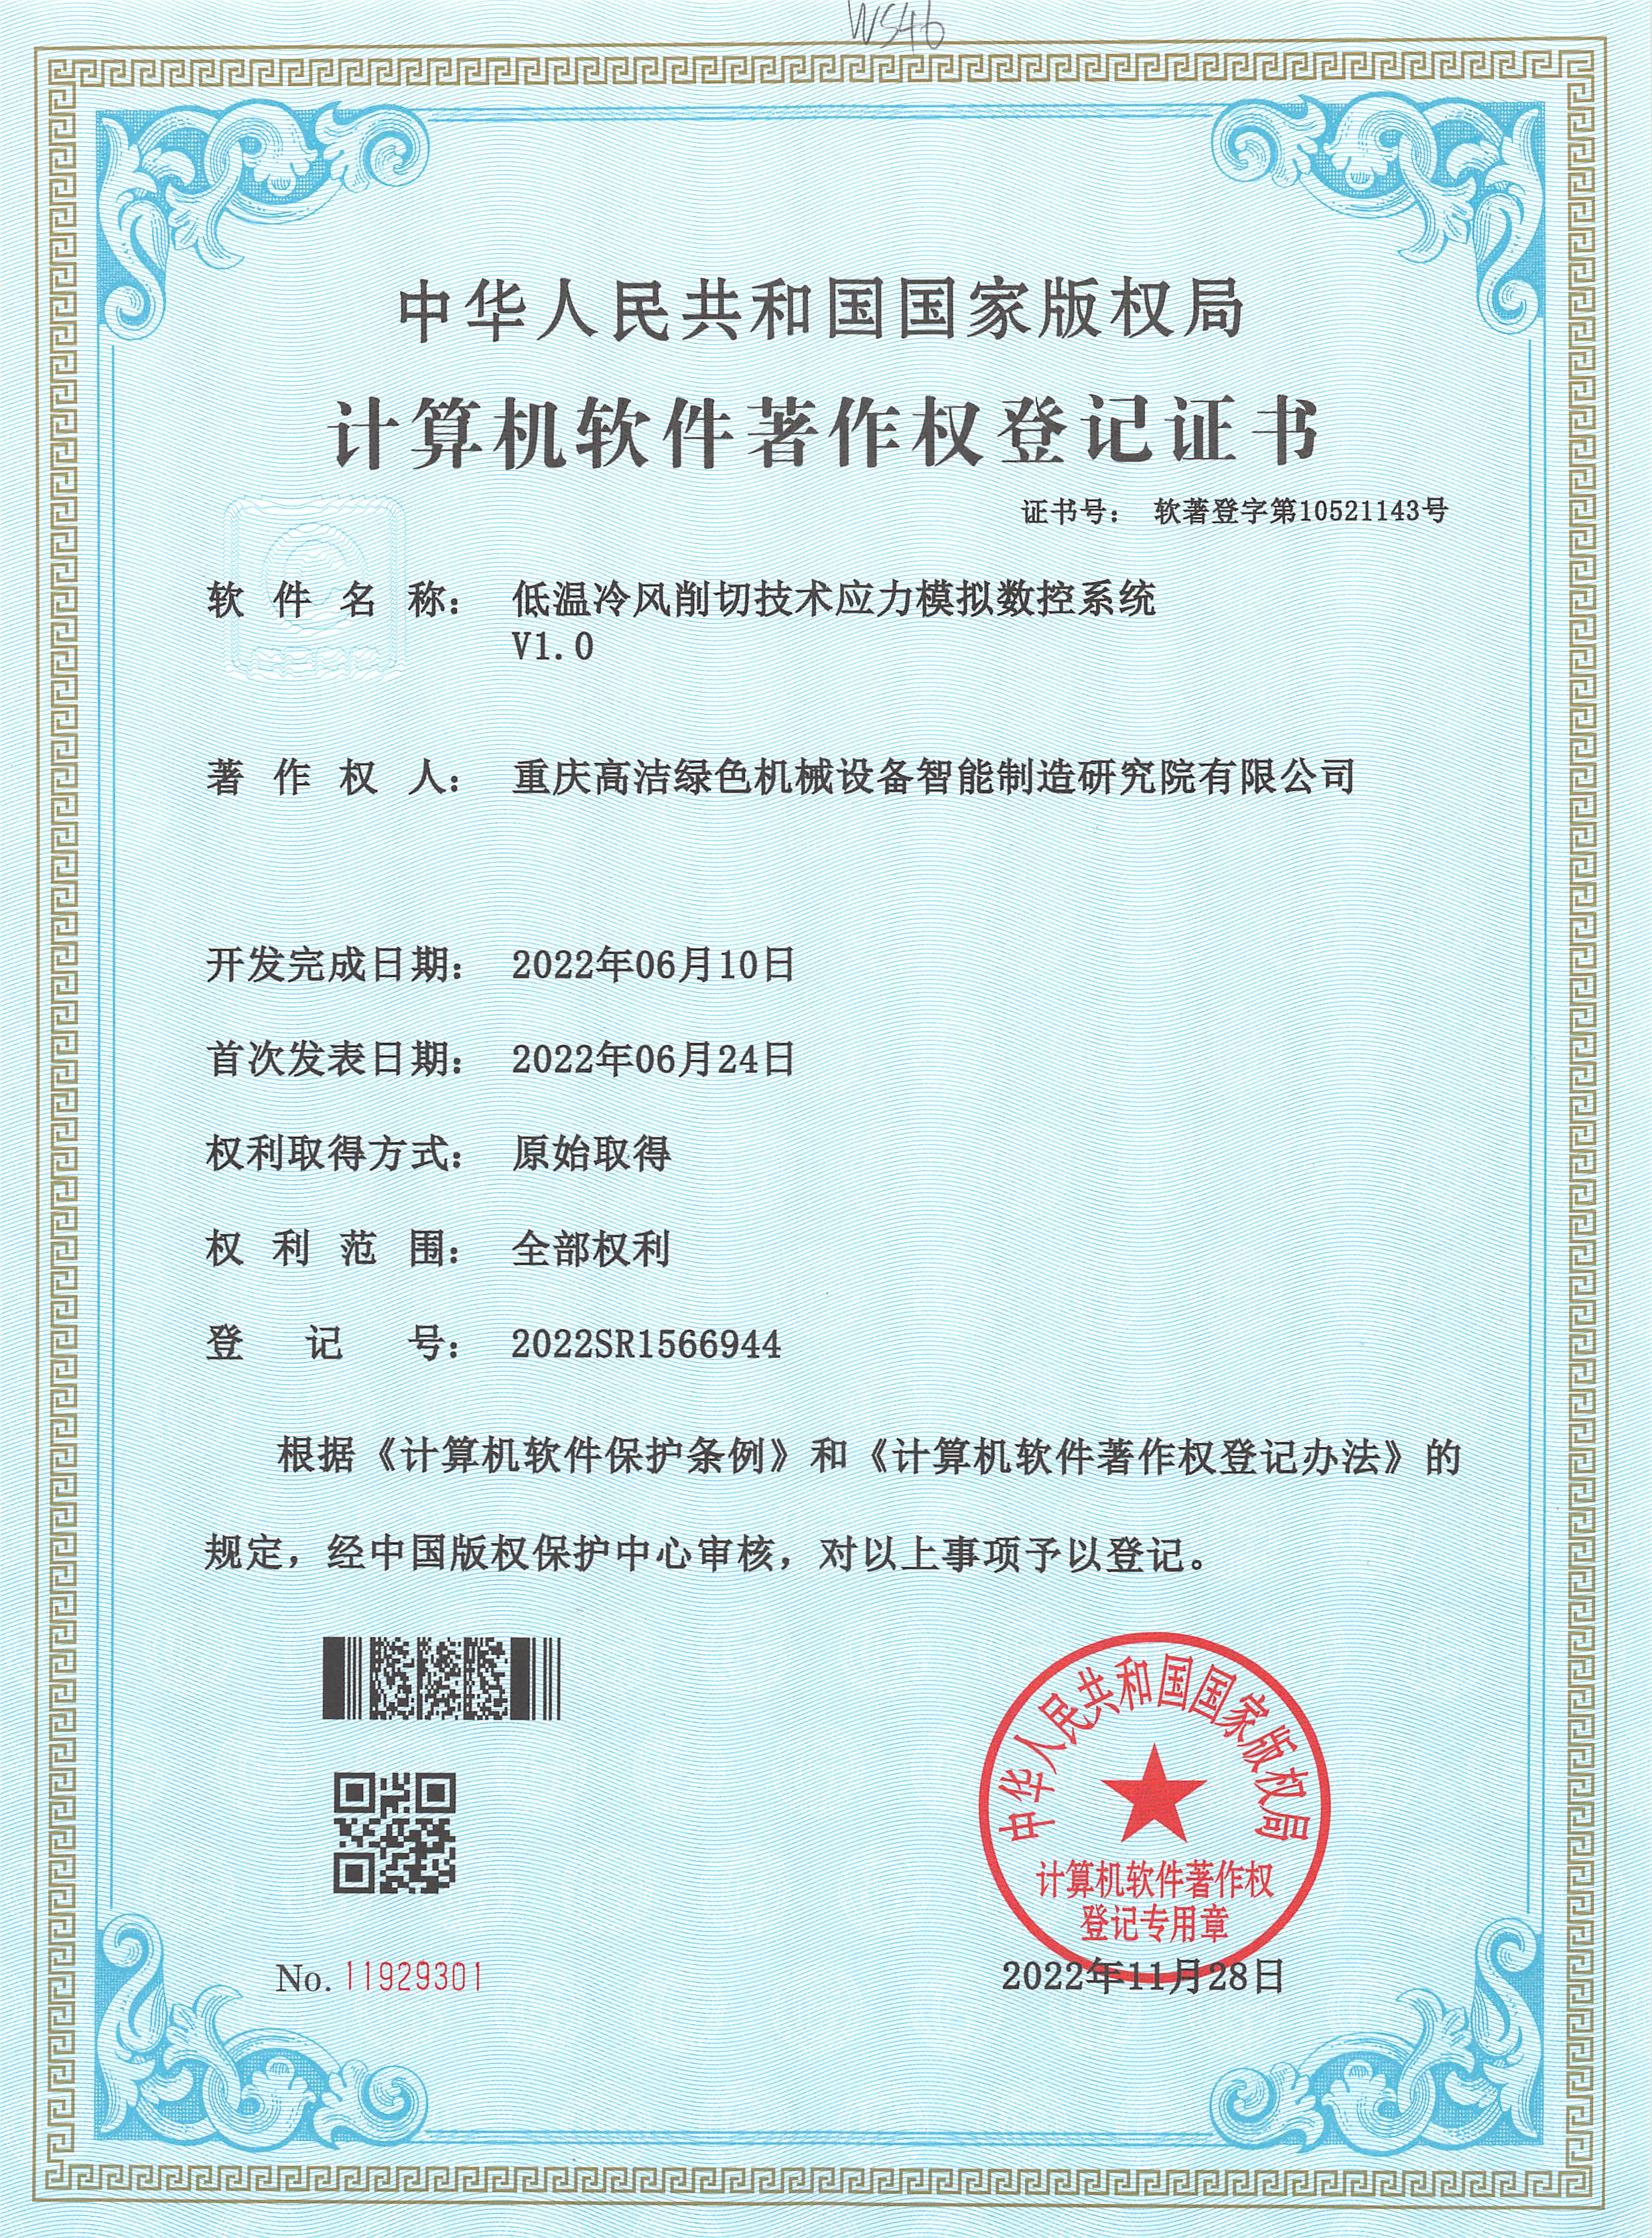 WS46
中华人民共和国国家版权局
计算机软件著作权登记证书
证书号： 软著登字第10521143号
软件名称： 低温冷风削切技术应力模拟数控系统
V1.0
著作权人： 重庆高洁绿色机械设备智能制造研究院有限公司
开发完成日期： 2022年06月10日
首次发表日期： 2022年06月24日
权利取得方式： 原始取得
权利范围： 全部权利
登记号： 2022SR1566944
根据《计算机软件保护条例》和《计算机软件著作权登记办法》的
规定，经中国版权保护中心审核，对以上事项予以登记。
中华人民共和国国家版权局
计算机软件著作权
登记专用章
No. 11929301
2022年11月28日